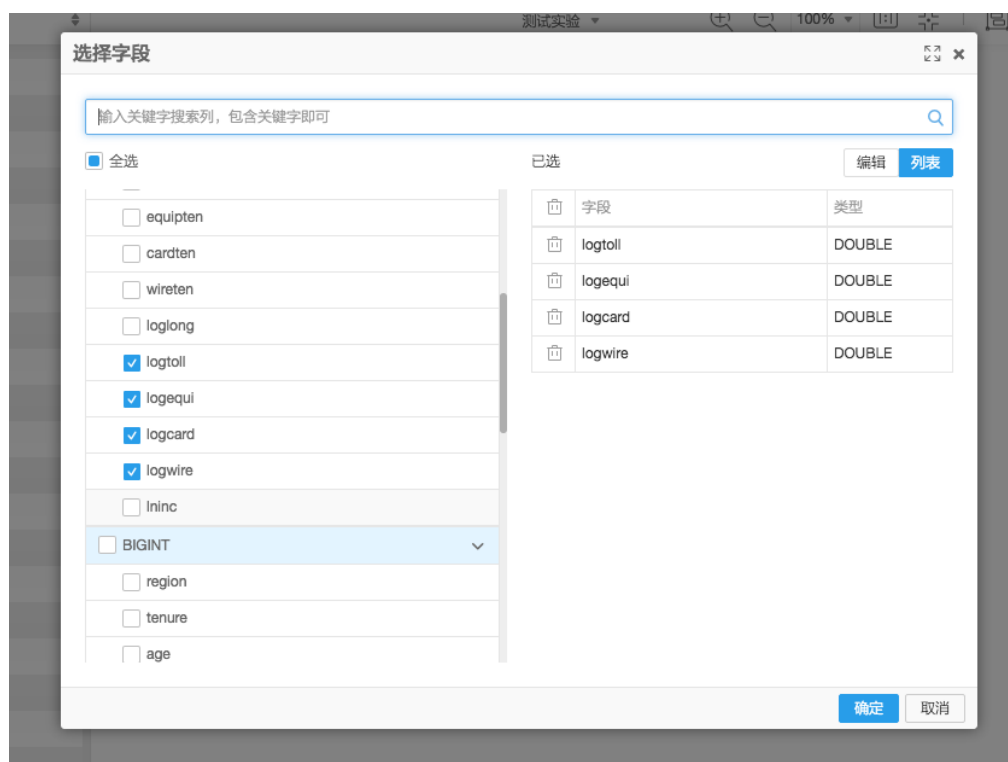 测试实验
100%
选择字段
输入关键字搜索列，包含关键字即可
全选
已选
编辑
列表
equipten
cardten
wireten
loglong
logtoll
logequi
logcard
logwire
lninc
BIGINT
region
tenure
age
字段
类型
logtoll
DOUBLE
logequi
DOUBLE
logcard
DOUBLE
logwire
DOUBLE
确定
取消